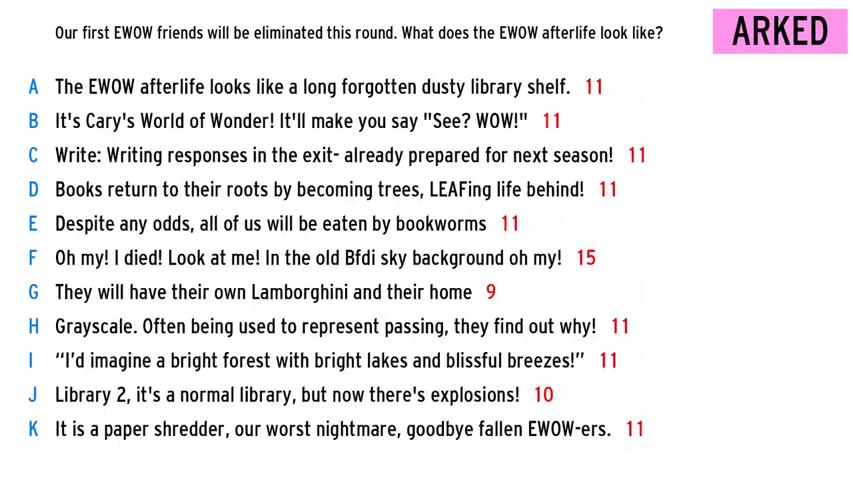 Our first EWOW friends will be eliminated this round. What does the EWOW afterlife look like?
ARKED
A The EWOW afterlife looks like a long forgotten dusty library shelf. 11
B It's Cary's World of Wonder! It'll make you say "See? WOW!" 11
C Write: Writing responses in the exit- already prepared for next season! 11
D Books return to their roots by becoming trees, LEAFing life behind! 11
E Despite any odds, all of us will be eaten by bookworms 11
F Oh my! I died! Look at me! In the old Bfdi sky background oh my! 15
G They will have their own Lamborghini and their home 9
H Grayscale. Often being used to represent passing, they find out why! 11
I “I’d imagine a bright forest with bright lakes and blissful breezes!” 11
J Library 2, it's a normal library, but now there's explosions! 10
K It is a paper shredder, our worst nightmare, goodbye fallen EWOW-ers. 11